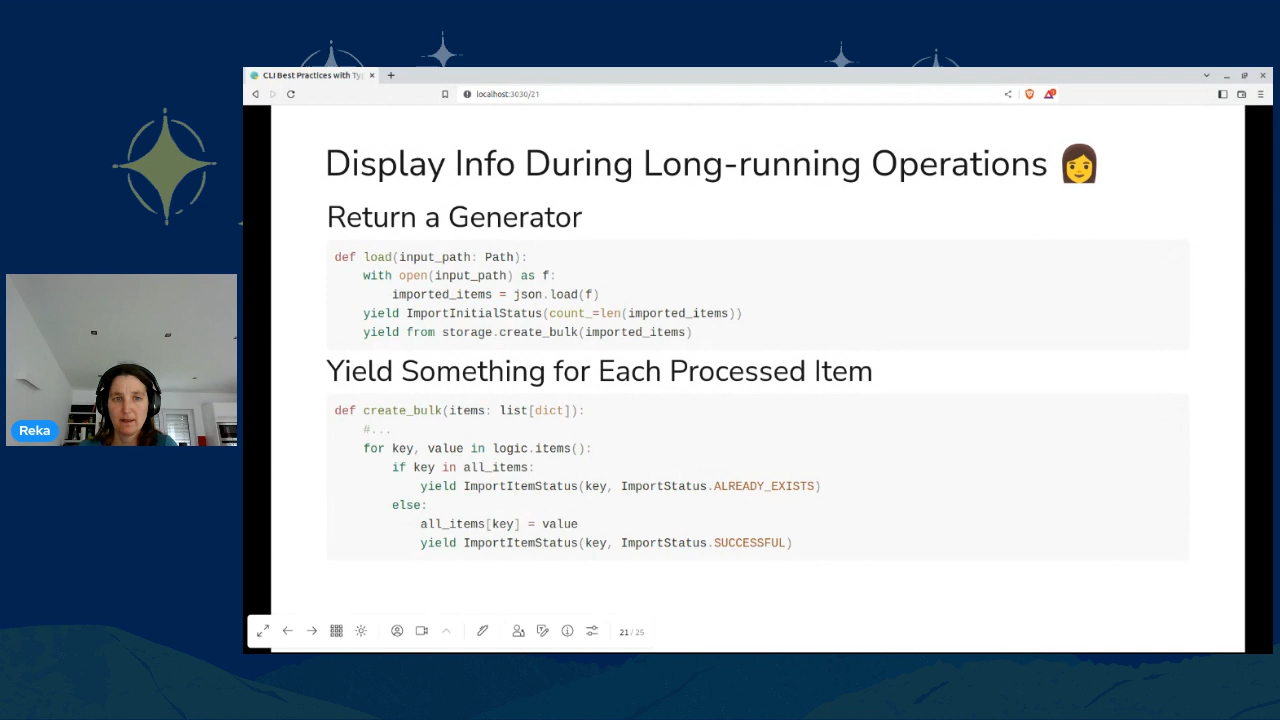 CLI Best Practices with Ty
localhost:3030/21
Display Info During Long-running Operations
Return a Generator
def load(input_path: Path):
    with open(input_path) as f:
        imported_items = json.load(f)
    yield ImportInitialStatus(count_=len(imported_items))
    yield from storage.create_bulk(imported_items)
Yield Something for Each Processed Item
def create_bulk(items: list[dict]):
    #...
    for key, value in logic.items():
        if key in all_items:
            yield ImportItemStatus(key, ImportStatus.ALREADY_EXISTS)
        else:
            all_items[key] = value
            yield ImportItemStatus(key, ImportStatus.SUCCESSFUL)
Reka
21 / 25